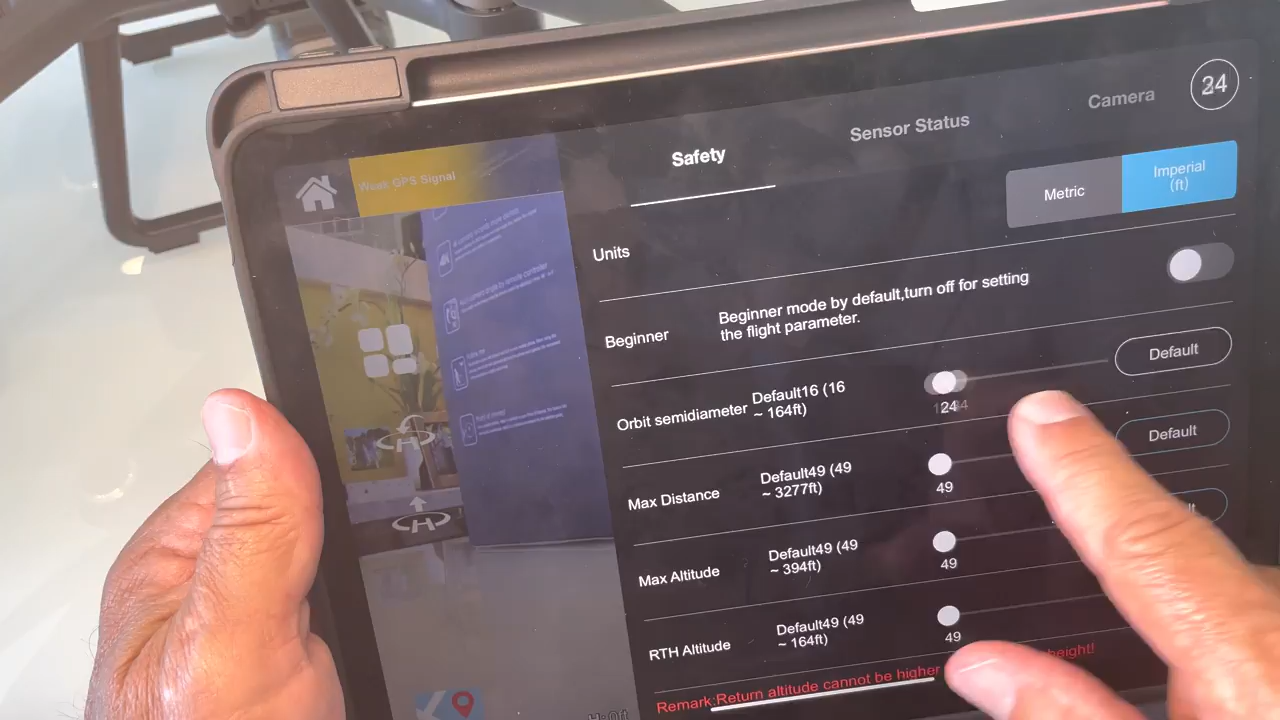 Weak GPS Signal
Safety
Sensor Status
Camera
24
Units
Metric
Imperial
(ft)
Beginner
Beginner mode by default,turn off for setting
the flight parameter.
Orbit semidiameter
Default16 (16
~ 164ft)
24
Default
Max Distance
Default49 (49
~ 3277ft)
49
Default
Max Altitude
Default49 (49
~ 394ft)
49
RTH Altitude
Default49 (49
~ 164ft)
49
Remark:Return altitude cannot be higher height!